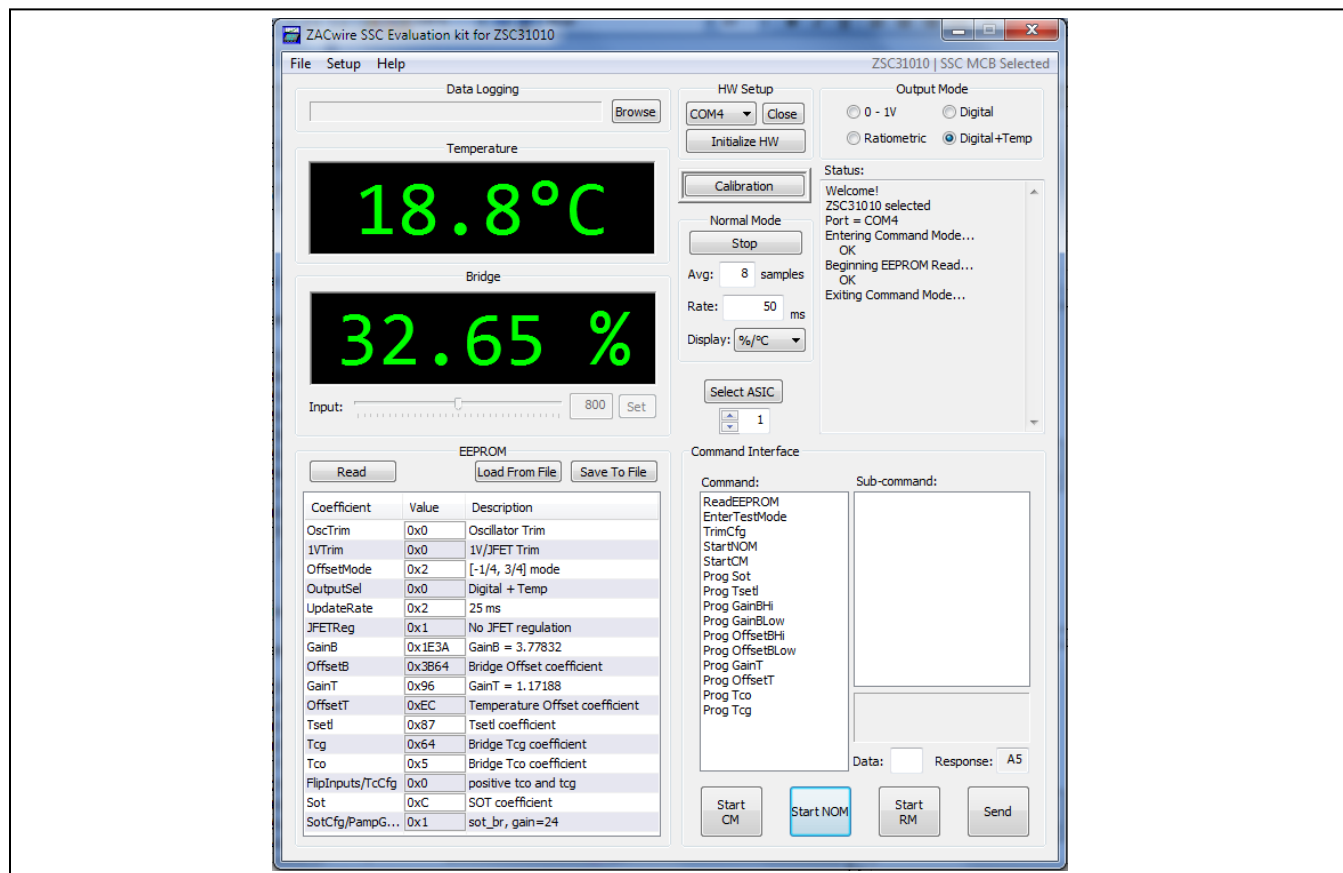 ZACwire SSC Evaluation kit for ZSC31010
File Setup Help
ZSC31010 | SSC MCB Selected
Data Logging
Browse
Temperature
18.8°C
Bridge
32.65 %
Input:
800
Set
HW Setup
COM4
Close
Initialize HW
Calibration
Normal Mode
Stop
Avg: 8 samples
Rate: 50 ms
Display: %/°C
Select ASIC
1
Output Mode
0 - 1V
Digital
Ratiometric
Digital+Temp
Status:
Welcome!
ZSC31010 selected
Port = COM4
Entering Command Mode...
OK
Beginning EEPROM Read...
OK
Exiting Command Mode...
EEPROM
Read
Load From File
Save To File
Coefficient Value Description
OscTrim 0x0 Oscillator Trim
1VTrim 0x0 1V/JFET Trim
OffsetMode 0x2 [-1/4, 3/4] mode
OutputSel 0x0 Digital + Temp
UpdateRate 0x2 25 ms
JFETReg 0x1 No JFET regulation
GainB 0x1E3A GainB = 3.77832
OffsetB 0x3B64 Bridge Offset coefficient
GainT 0x96 GainT = 1.17188
OffsetT 0xEC Temperature Offset coefficient
Tsetl 0x87 Tsetl coefficient
Tcg 0x64 Bridge Tcg coefficient
Tco 0x5 Bridge Tco coefficient
FlipInputs/TcCfg 0x0 positive tco and tcg
Sot 0xC SOT coefficient
SotCfg/PampG... 0x1 sot_br, gain=24
Command Interface
Command:
ReadEEPROM
EnterTestMode
TrimCfg
StartNOM
StartCM
Prog Sot
Prog Tsetl
Prog GainBHi
Prog GainBLow
Prog OffsetBHi
Prog OffsetBLow
Prog GainT
Prog OffsetT
Prog Tco
Prog Tcg
Sub-command:
Data:
Response: A5
Start CM
Start NOM
Start RM
Send